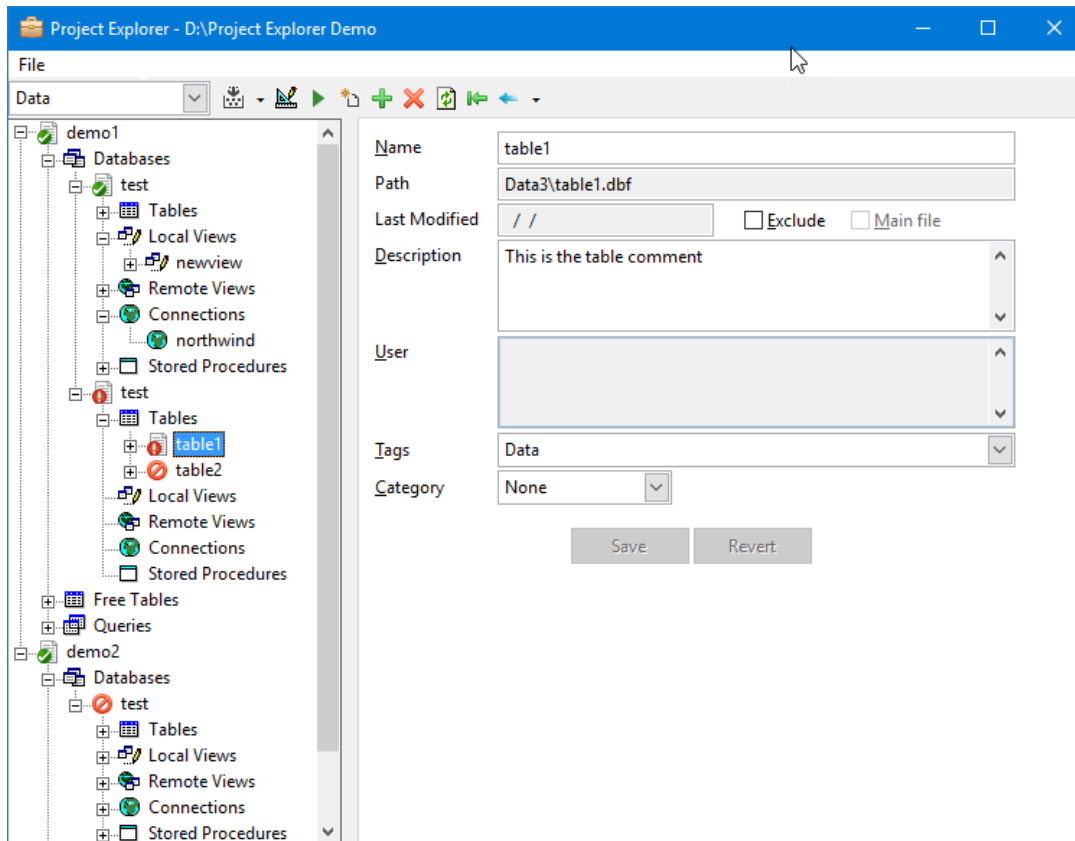 Project Explorer - D:\Project Explorer Demo
File
Data
demo1
Databases
test
Tables
Local Views
newview
Remote Views
Connections
northwind
Stored Procedures
test
Tables
table1
table2
Local Views
Remote Views
Connections
Stored Procedures
Free Tables
Queries
demo2
Databases
test
Tables
Local Views
Remote Views
Connections
Stored Procedures
Name table1
Path Data3\table1.dbf
Last Modified / / Exclude Main file
Description This is the table comment
User
Tags Data
Category None
Save Revert